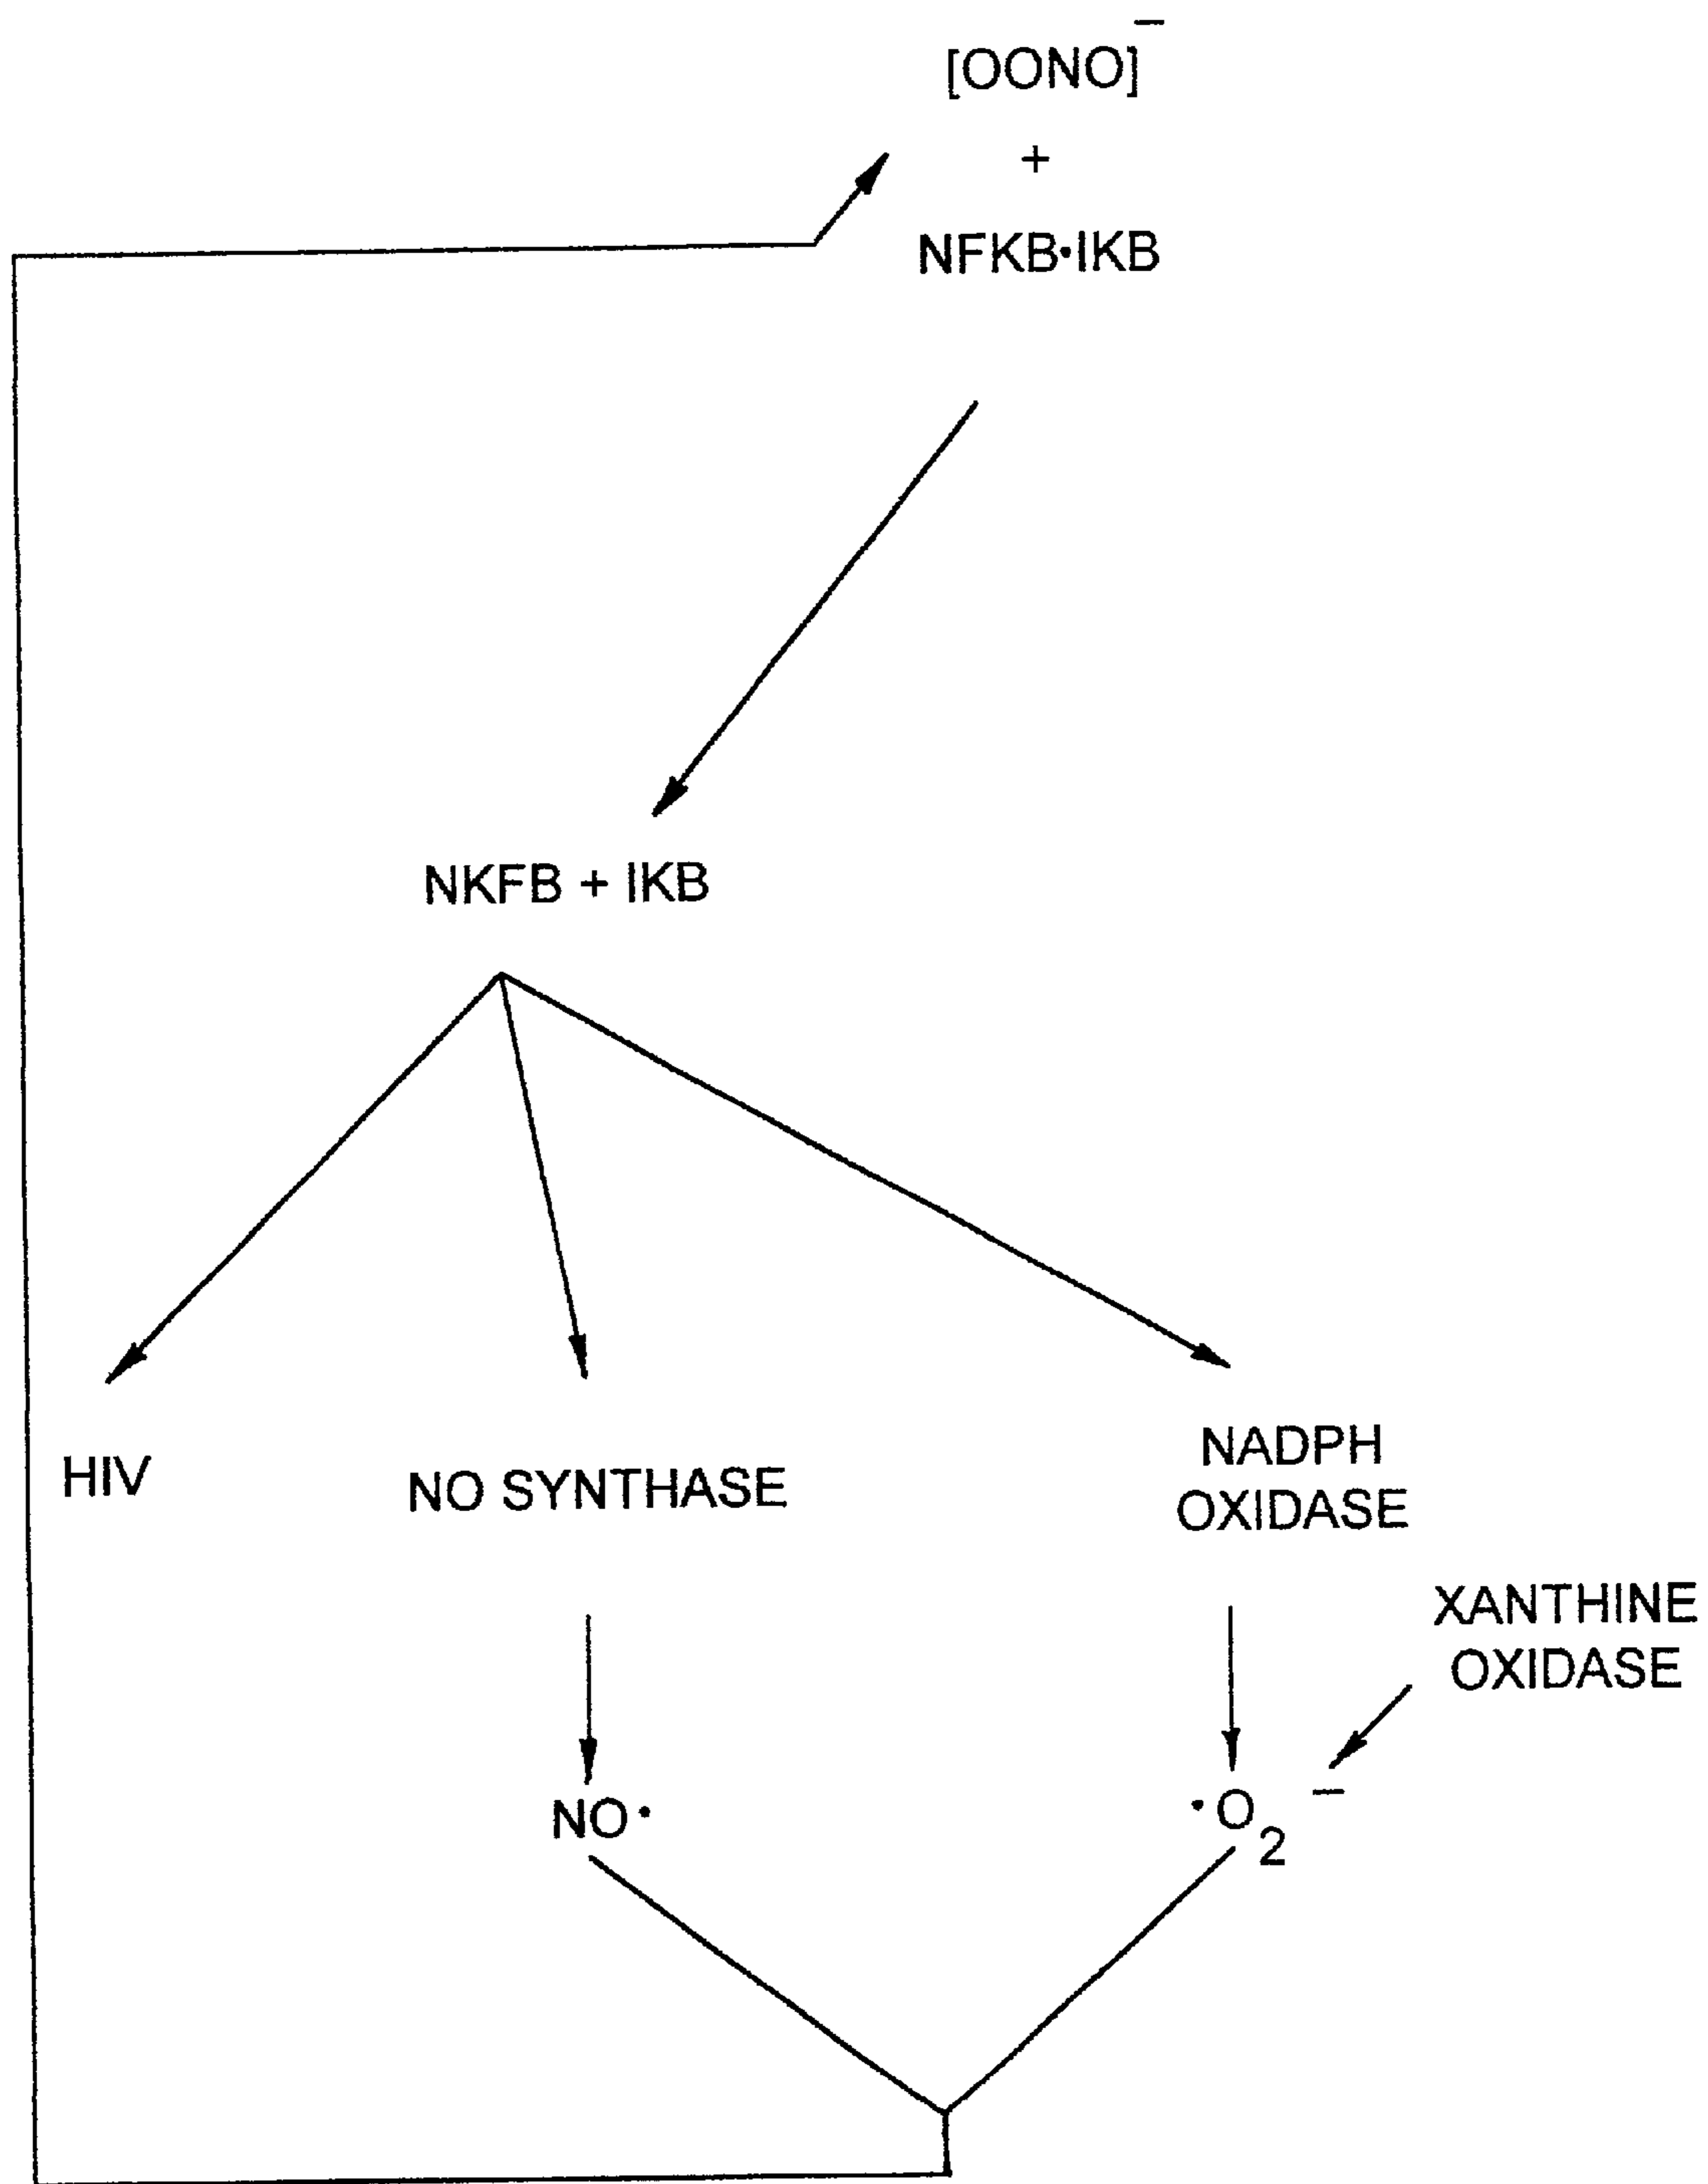 [OONO]⁻
+
NFKB·IKB
NKFB + IKB
HIV
NO SYNTHASE
NADPH
OXIDASE
XANTHINE
OXIDASE
NO·
·O₂⁻